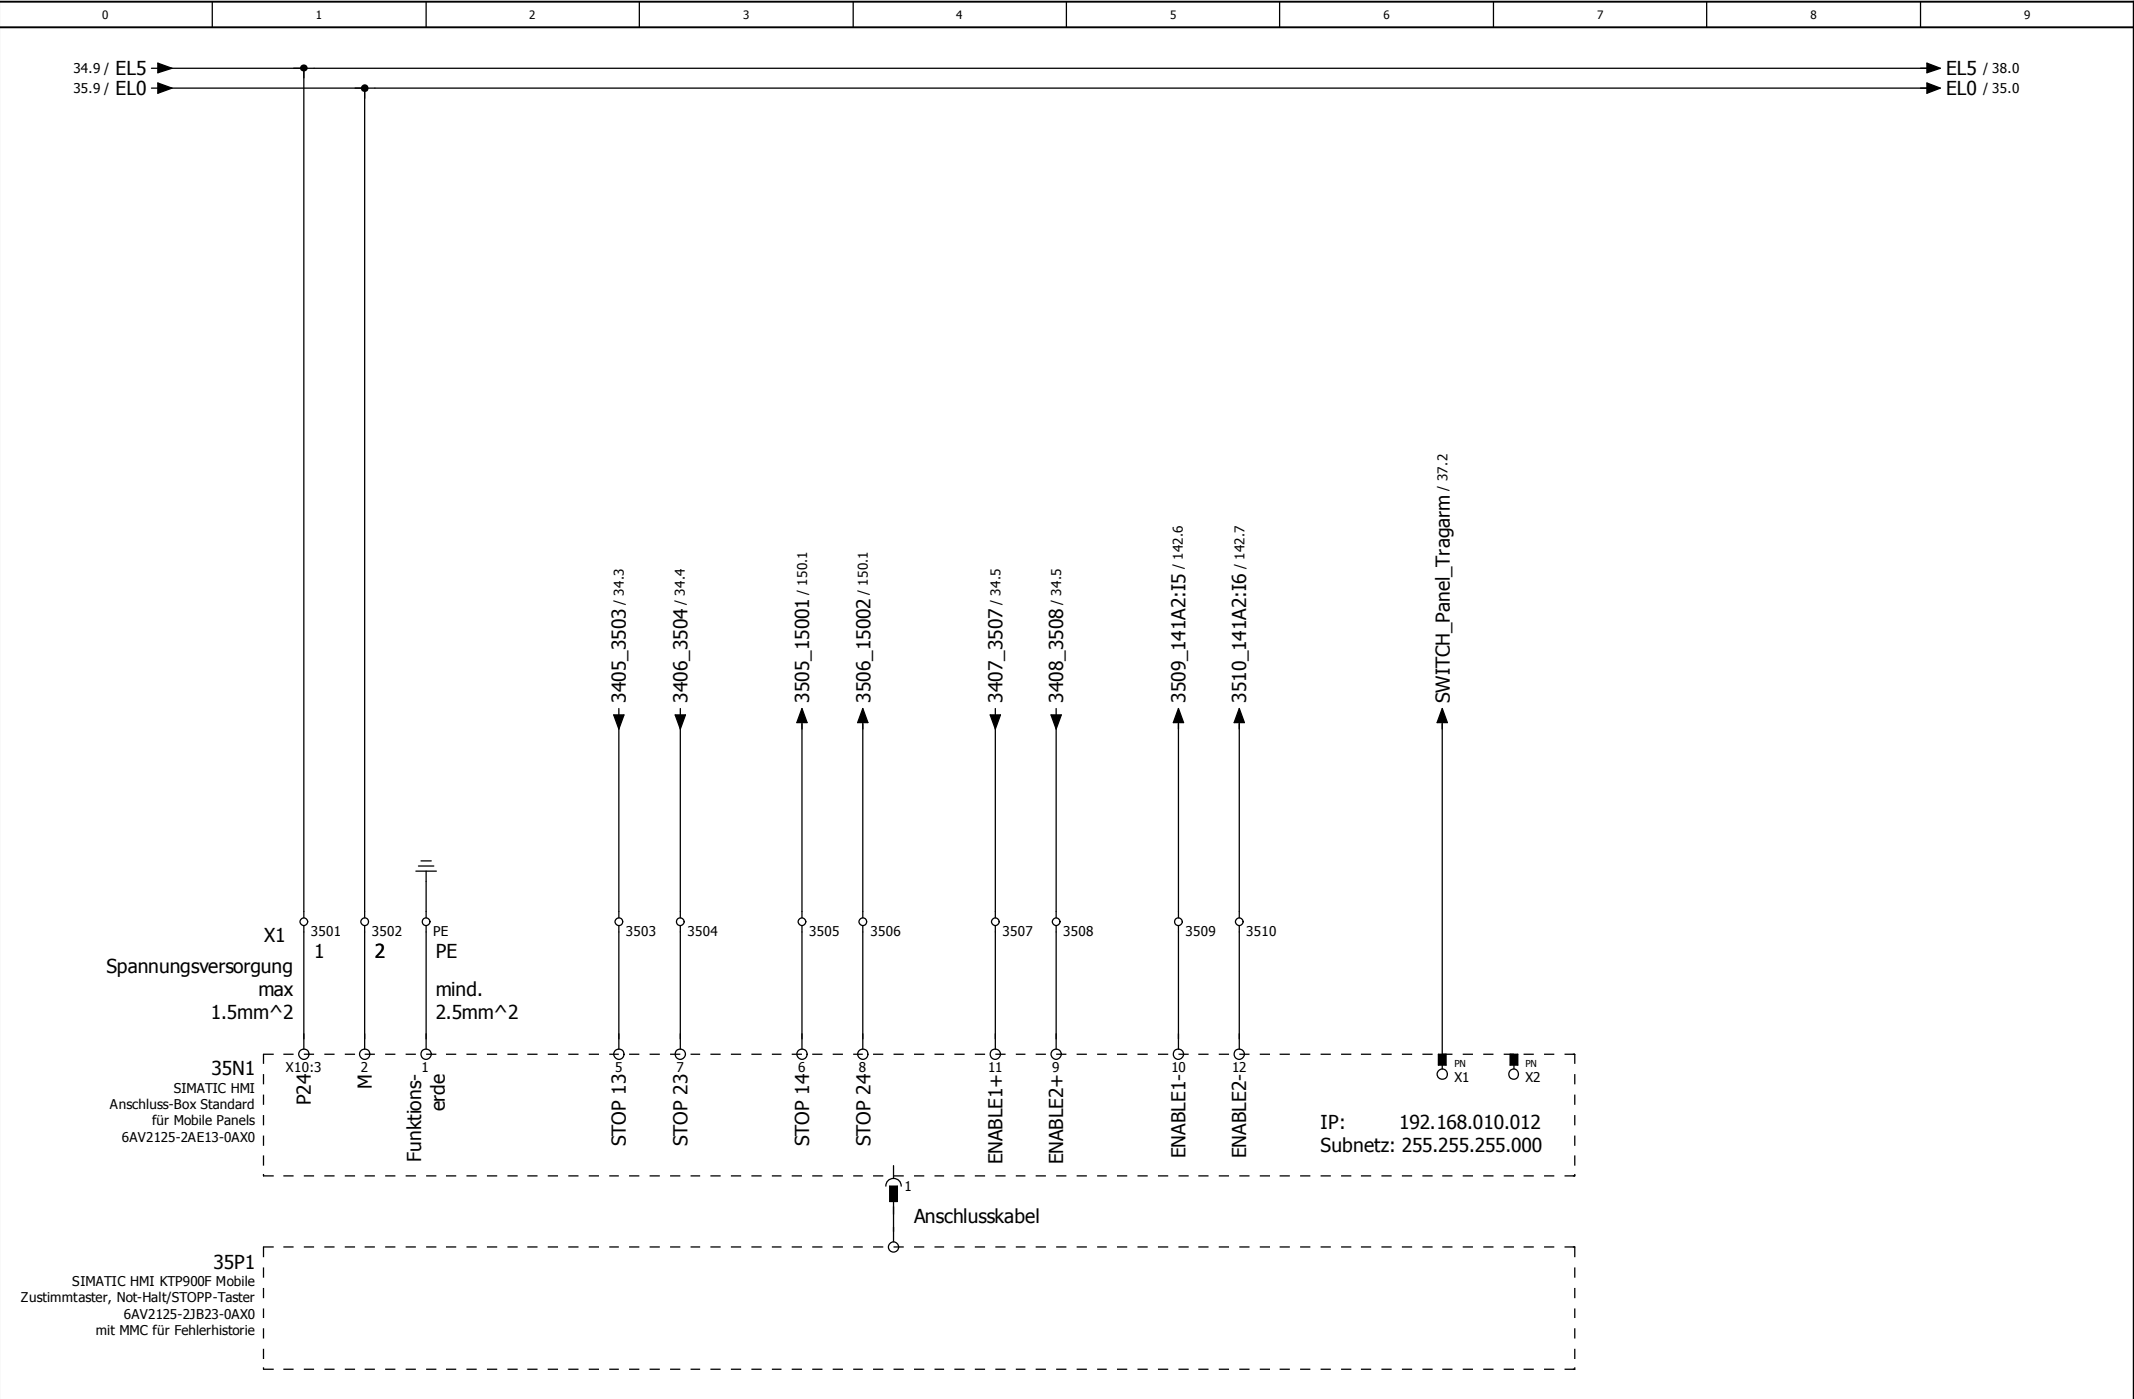 0 1 2 3 4 5 6 7 8 9
34.9 / EL5 EL5 / 38.0
35.9 / EL0 EL0 / 35.0
3405_3503 / 34.3
3406_3504 / 34.4
3505_15001 / 150.1
3506_15002 / 150.1
3407_3507 / 34.5
3408_3508 / 34.5
3509_141A2:I5 / 142.6
3510_141A2:I6 / 142.7
SWITCH_Panel_Tragarm / 37.2
X1 3501 3502 PE 3503 3504 3505 3506 3507 3508 3509 3510
1 2 PE
Spannungsversorgung
max
1.5mm^2
mind.
2.5mm^2
35N1
SIMATIC HMI
Anschluss-Box Standard
für Mobile Panels
6AV2125-2AE13-0AX0
X10:3 2 1 5 7 6 8 11 9 10 12
P24
M
Funktions-
erde
STOP 13
STOP 23
STOP 14
STOP 24
ENABLE1+
ENABLE2+
ENABLE1-
ENABLE2-
PN
X1
PN
X2
IP: 192.168.010.012
Subnetz: 255.255.255.000
1
Anschlusskabel
35P1
SIMATIC HMI KTP900F Mobile
Zustimmtaster, Not-Halt/STOPP-Taster
6AV2125-2JB23-0AX0
mit MMC für Fehlerhistorie